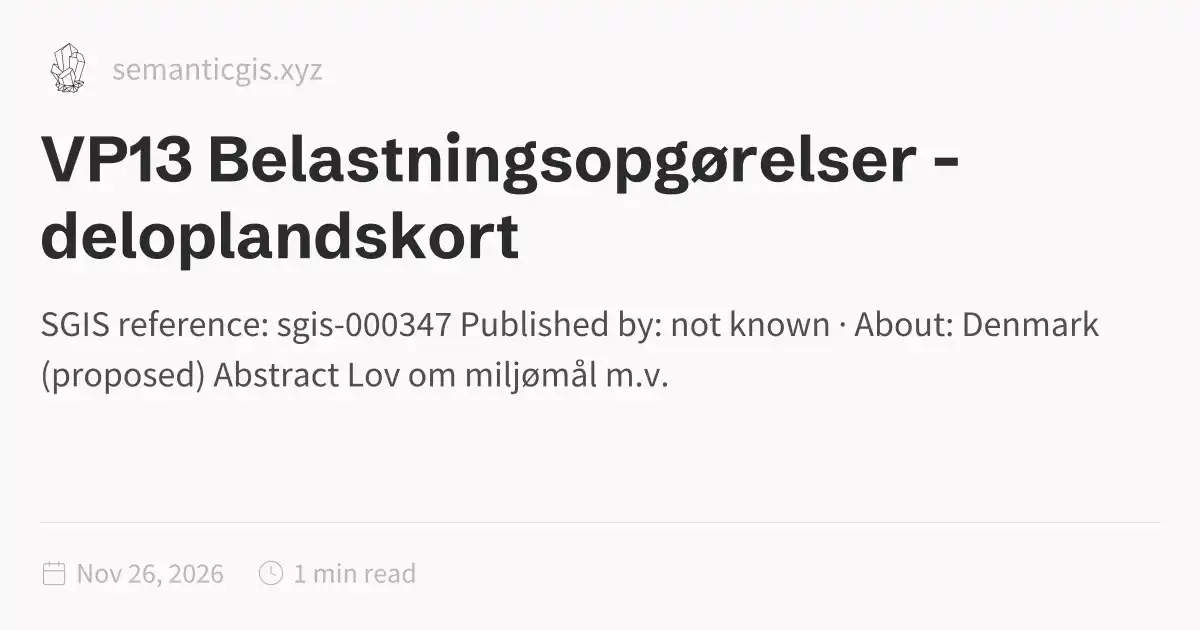 semanticgis.xyz
VP13 Belastningsopgørelser -
deloplandskort
SGIS reference: sgis-000347 Published by: not known · About: Denmark
(proposed) Abstract Lov om miljømål m.v.
Nov 26, 2026 1 min read